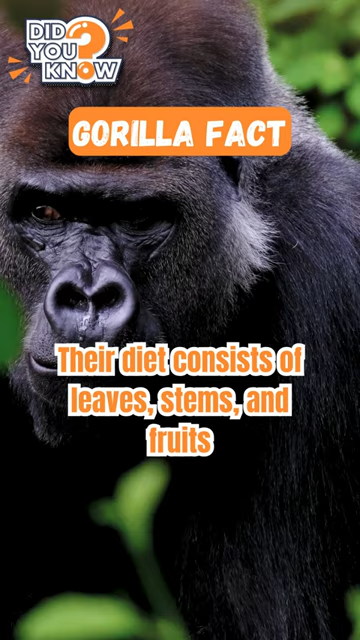 DID
YOU
KNOW
?
GORILLA FACT
Their diet consists of
leaves, stems, and
fruits